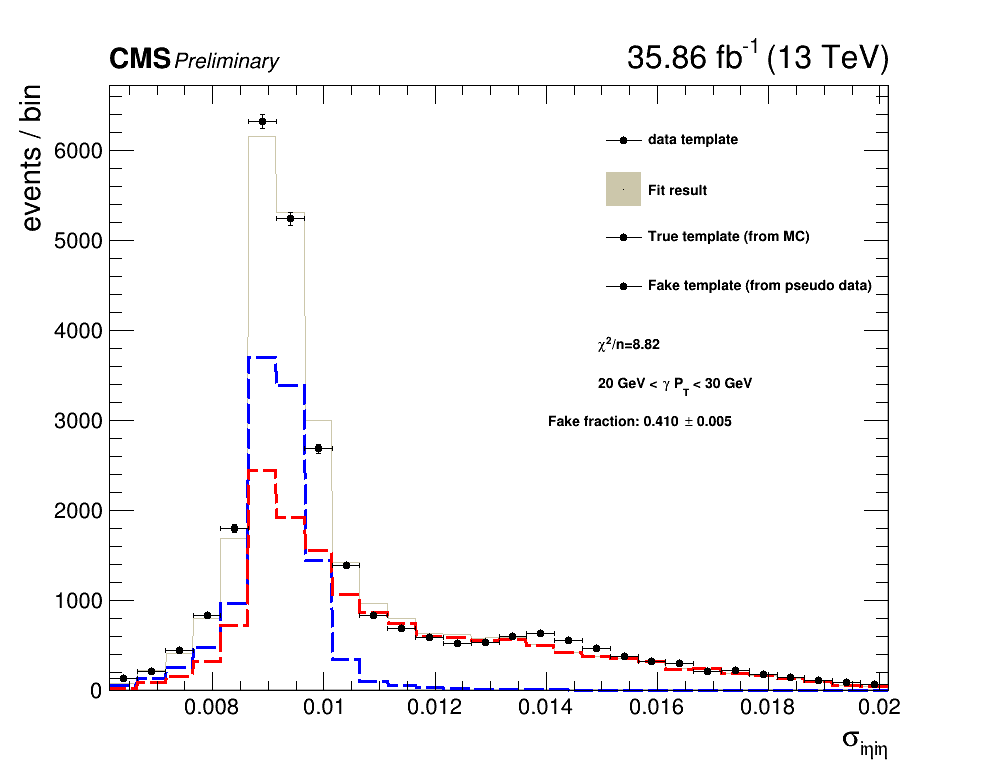 CMS Preliminary 35.86 fb⁻¹ (13 TeV)
events / bin
6000
5000
4000
3000
2000
1000
0
data template
Fit result
True template (from MC)
Fake template (from pseudo data)
χ²/n=8.82
20 GeV < γ P_T < 30 GeV
Fake fraction: 0.410 ± 0.005
0.008 0.01 0.012 0.014 0.016 0.018 0.02
σ_iηiη